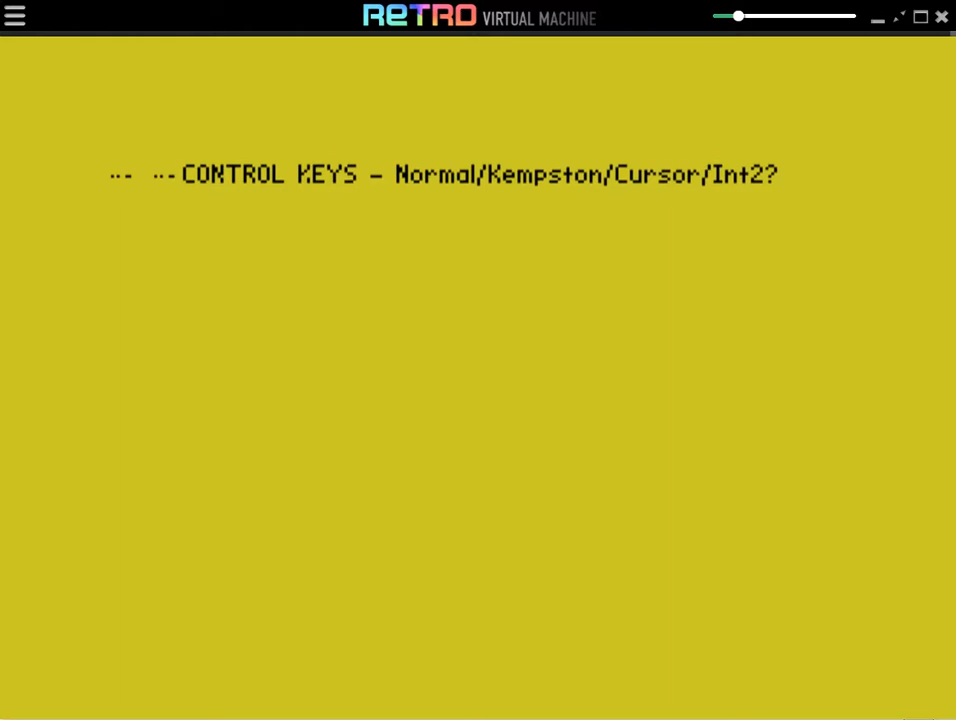 RETRO VIRTUAL MACHINE
CONTROL KEYS - Normal/Kempston/Cursor/Int2?